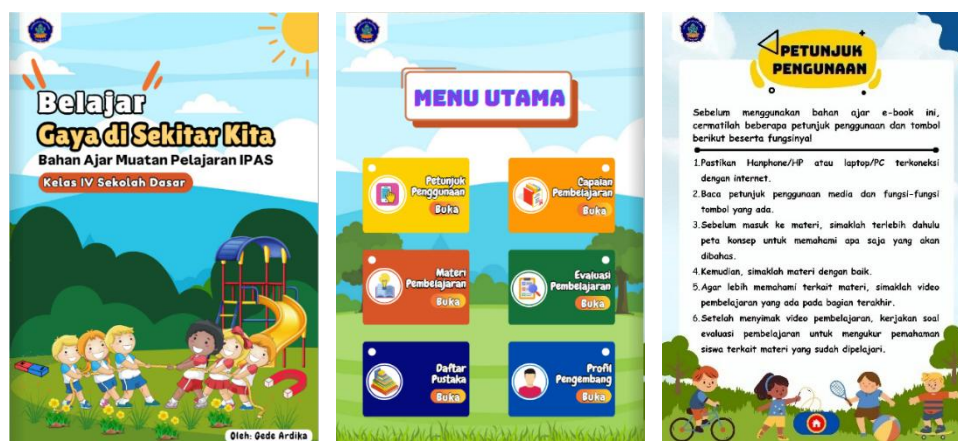 Belajar
Gaya di Sekitar Kita
Bahan Ajar Muatan Pelajaran IPAS
Kelas IV Sekolah Dasar
Oleh: Gede Ardika
MENU UTAMA
Petunjuk
Penggunaan
Buka
Capaian
Pembelajaran
Buka
Materi
Pembelajaran
Buka
Evaluasi
Pembelajaran
Buka
Daftar
Pustaka
Buka
Profil
Pengembang
Buka
PETUNJUK
PENGUNAAN
Sebelum menggunakan bahan ajar e-book ini,
cermatilah beberapa petunjuk penggunaan dan tombol
berikut beserta fungsinya!
1.Pastikan Hanphone/HP atau laptop/PC terkoneksi
dengan internet.
2.Baca petunjuk penggunaan media dan fungsi-fungsi
tombol yang ada.
3.Sebelum masuk ke materi, simaklah terlebih dahulu
peta konsep untuk memahami apa saja yang akan
dibahas.
4.Kemudian, simaklah materi dengan baik.
5.Agar lebih memahami terkait materi, simaklah video
pembelajaran yang ada pada bagian terakhir.
6.Setelah menyimak video pembelajaran, kerjakan soal
evaluasi pembelajaran untuk mengukur pemahaman
siswa terkait materi yang sudah dipelajari.